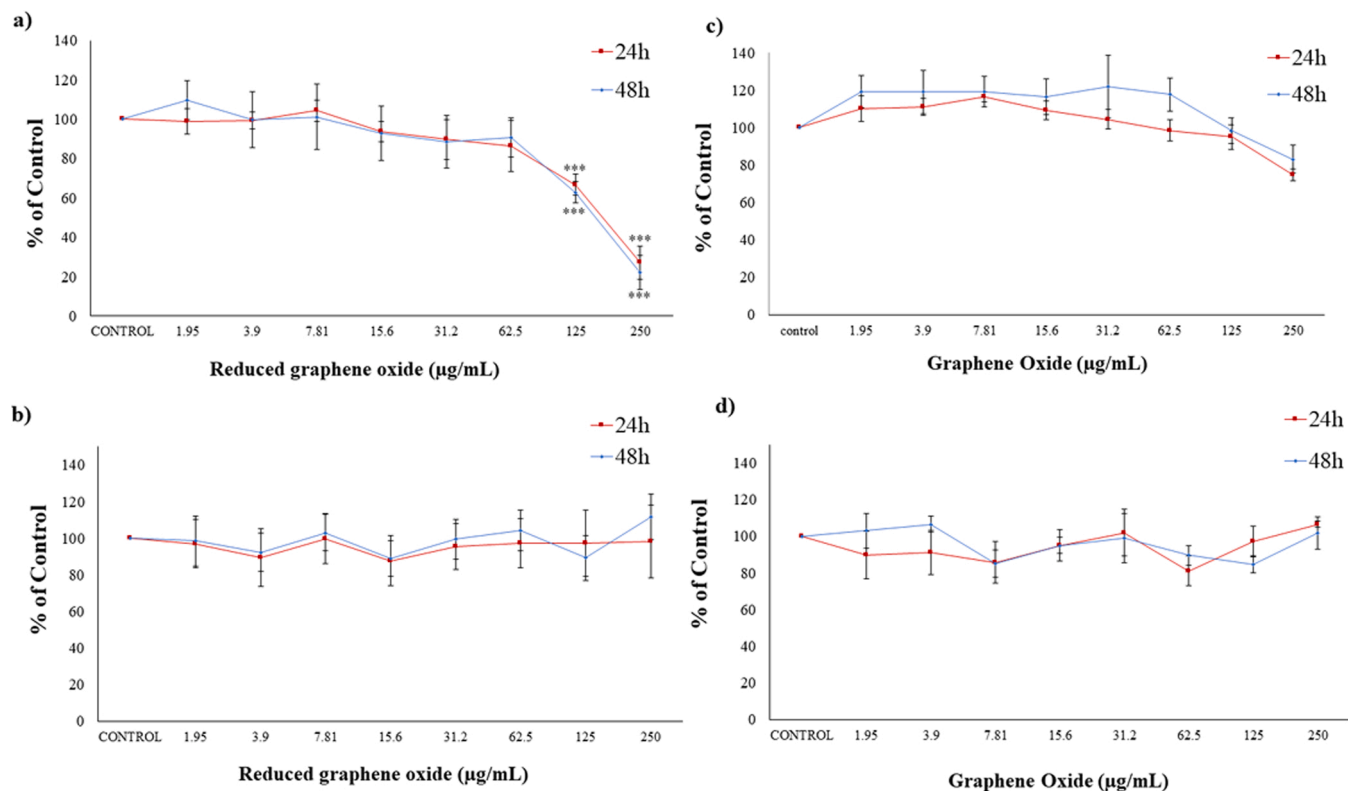 a)
140
120
100
80
60
40
20
0
% of Control
24h
48h
***
***
***
***
CONTROL 1.95 3.9 7.81 15.6 31.2 62.5 125 250
Reduced graphene oxide (µg/mL)
c)
140
120
100
80
60
40
20
0
% of Control
24h
48h
control 1.95 3.9 7.81 15.6 31.2 62.5 125 250
Graphene Oxide (µg/mL)
b)
140
120
100
80
60
40
20
0
% of Control
24h
48h
CONTROL 1.95 3.9 7.81 15.6 31.2 62.5 125 250
Reduced graphene oxide (µg/mL)
d)
140
120
100
80
60
40
20
0
% of Control
24h
48h
CONTROL 1.95 3.9 7.81 15.6 31.2 62.5 125 250
Graphene Oxide (µg/mL)